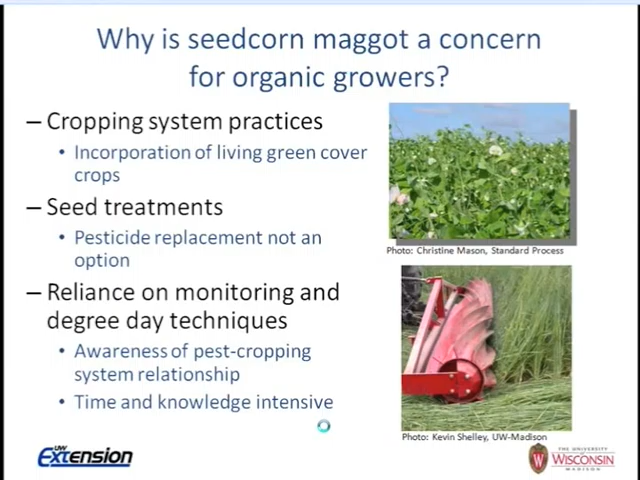 Why is seedcorn maggot a concern
for organic growers?
– Cropping system practices
• Incorporation of living green cover
crops
– Seed treatments
• Pesticide replacement not an
option
– Reliance on monitoring and
degree day techniques
• Awareness of pest-cropping
system relationship
• Time and knowledge intensive
Photo: Christine Mason, Standard Process
Photo: Kevin Shelley, UW-Madison
UW
Extension
THE UNIVERSITY
WISCONSIN
MADISON